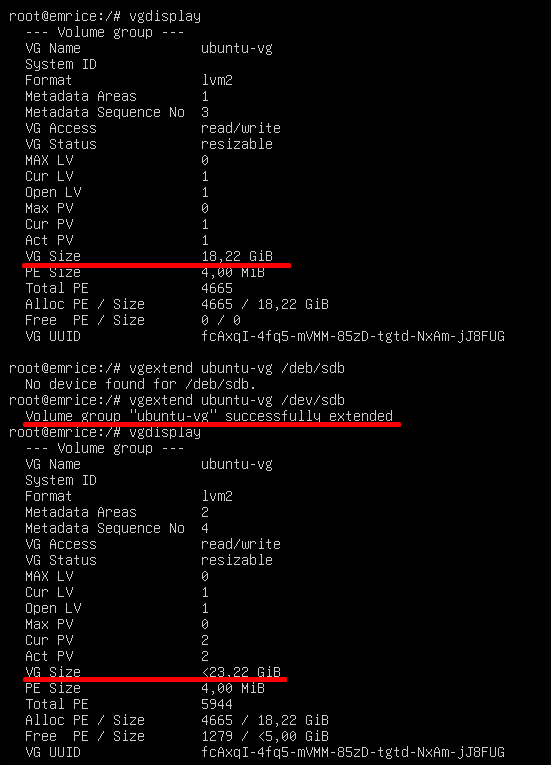 root@emrice:/# vgdisplay
--- Volume group ---
VG Name ubuntu-vg
System ID
Format lvm2
Metadata Areas 1
Metadata Sequence No 3
VG Access read/write
VG Status resizable
MAX LV 0
Cur LV 1
Open LV 1
Max PV 0
Cur PV 1
Act PV 1
VG Size 18,22 GiB
PE Size 4,00 MiB
Total PE 4665
Alloc PE / Size 4665 / 18,22 GiB
Free PE / Size 0 / 0
VG UUID fcAxqI-4fq5-mVMM-85zD-tgtd-NxAm-jJ8FUG
root@emrice:/# vgextend ubuntu-vg /deb/sdb
No device found for /deb/sdb.
root@emrice:/# vgextend ubuntu-vg /dev/sdb
Volume group "ubuntu-vg" successfully extended
root@emrice:/# vgdisplay
--- Volume group ---
VG Name ubuntu-vg
System ID
Format lvm2
Metadata Areas 2
Metadata Sequence No 4
VG Access read/write
VG Status resizable
MAX LV 0
Cur LV 1
Open LV 1
Max PV 0
Cur PV 2
Act PV 2
VG Size <23,22 GiB
PE Size 4,00 MiB
Total PE 5944
Alloc PE / Size 4665 / 18,22 GiB
Free PE / Size 1279 / <5,00 GiB
VG UUID fcAxqI-4fq5-mVMM-85zD-tgtd-NxAm-jJ8FUG